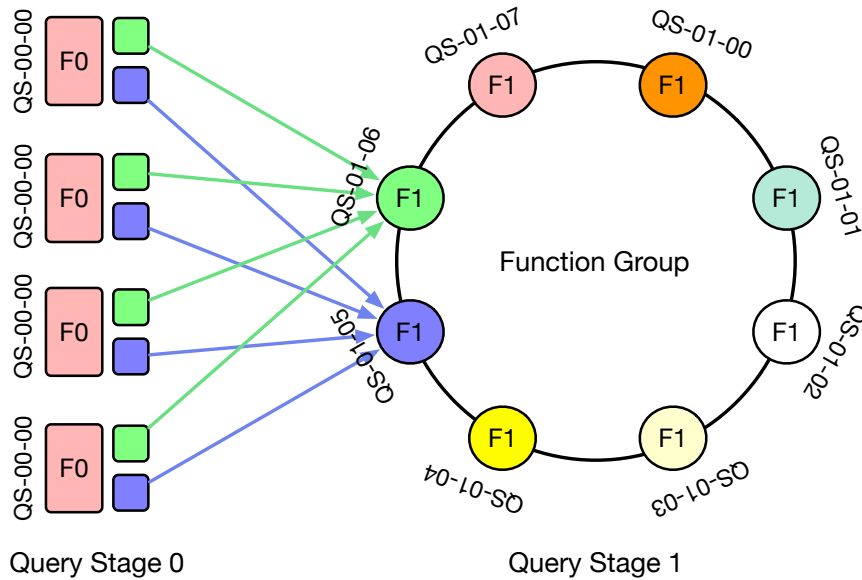 QS-00-00
F0
QS-00-00
F0
QS-00-00
F0
QS-00-00
F0
Query Stage 0
QS-01-07
F1
QS-01-00
F1
QS-01-06
F1
QS-01-01
F1
Function Group
QS-01-05
F1
QS-01-02
F1
QS-01-04
F1
QS-01-03
F1
Query Stage 1